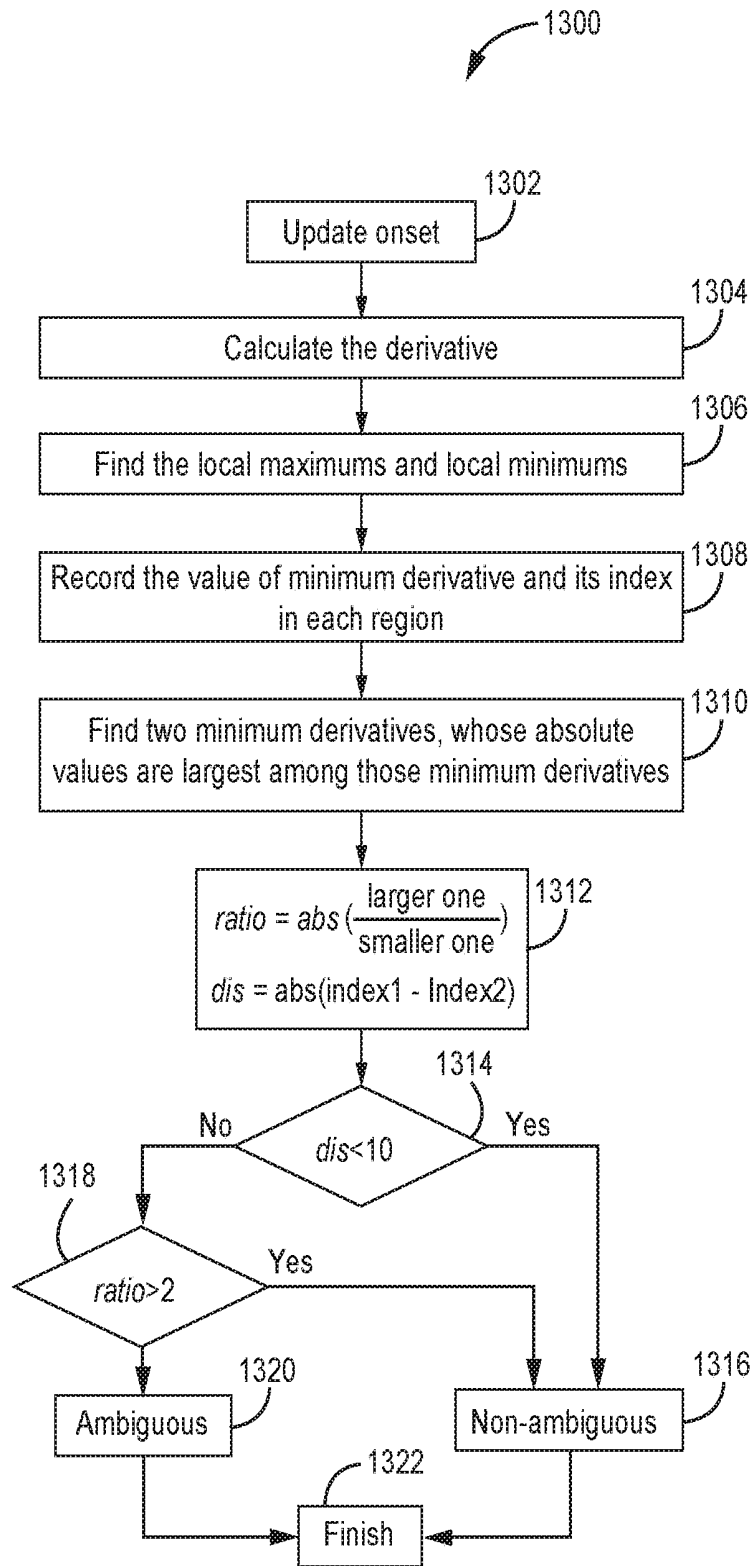 1300
1302
Update onset
1304
Calculate the derivative
1306
Find the local maximums and local minimums
1308
Record the value of minimum derivative and its index
in each region
1310
Find two minimum derivatives, whose absolute
values are largest among those minimum derivatives
1312
ratio = abs (larger one
smaller one)
dis = abs(index1 - Index2)
1314
No
Yes
dis<10
1318
Yes
ratio>2
1320
1316
Ambiguous
Non-ambiguous
1322
Finish